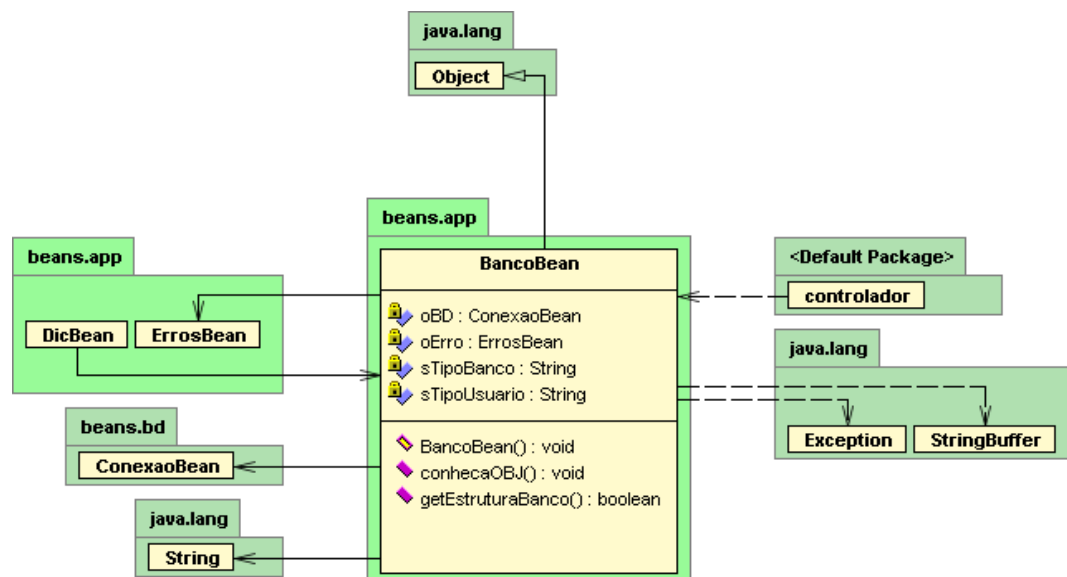 java.lang
Object
beans.app
BancoBean
oBD : ConexaoBean
oErro : ErrosBean
sTipoBanco : String
sTipoUsuario : String
BancoBean() : void
conhecaOBJ() : void
getEstruturaBanco() : boolean
beans.app
DicBean
ErrosBean
beans.bd
ConexaoBean
java.lang
String
<Default Package>
controlador
java.lang
Exception
StringBuffer